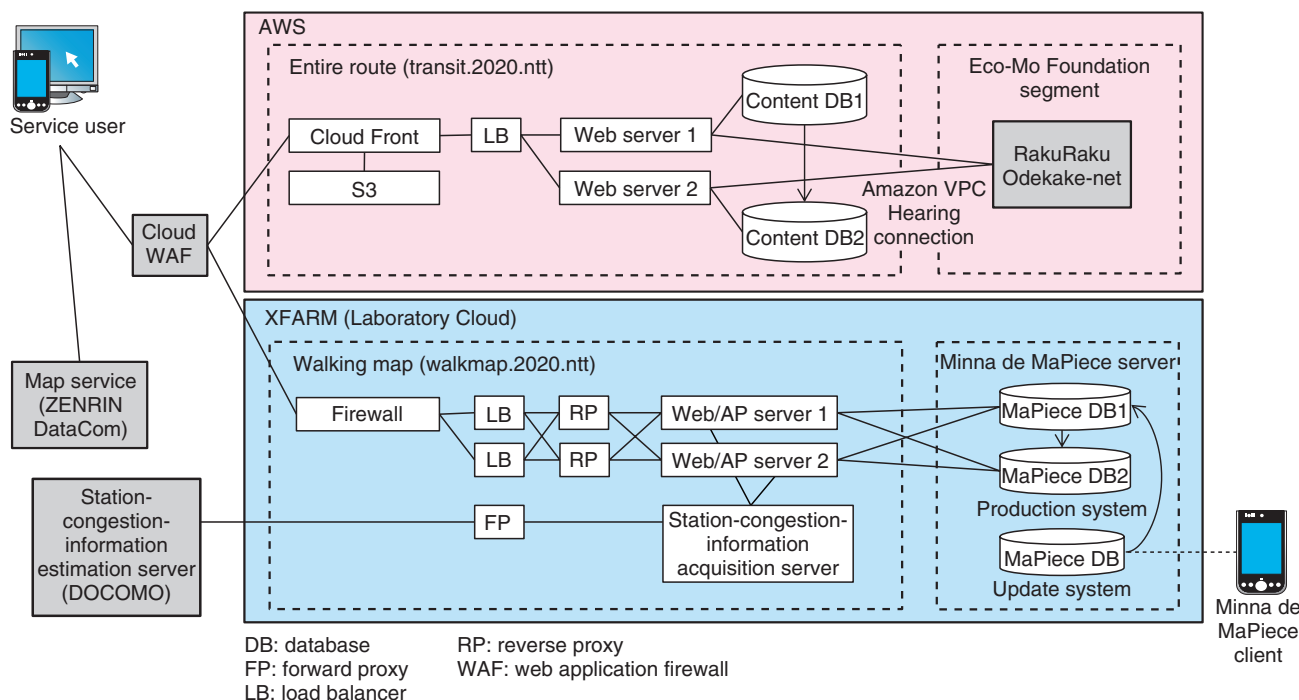 AWS
Entire route (transit.2020.ntt)
Eco-Mo Foundation
segment
Service user
Cloud Front
S3
LB
Web server 1
Web server 2
Content DB1
Content DB2
Amazon VPC
Hearing
connection
RakuRaku
Odekake-net
Cloud
WAF
Map service
(ZENRIN
DataCom)
XFARM (Laboratory Cloud)
Walking map (walkmap.2020.ntt)
Minna de MaPiece server
Firewall
LB
RP
Web/AP server 1
LB
RP
Web/AP server 2
MaPiece DB1
MaPiece DB2
Production system
MaPiece DB
Update system
Station-
congestion-
information
estimation server
(DOCOMO)
FP
Station-congestion-
information
acquisition server
Minna de
MaPiece
client
DB: database
FP: forward proxy
LB: load balancer
RP: reverse proxy
WAF: web application firewall